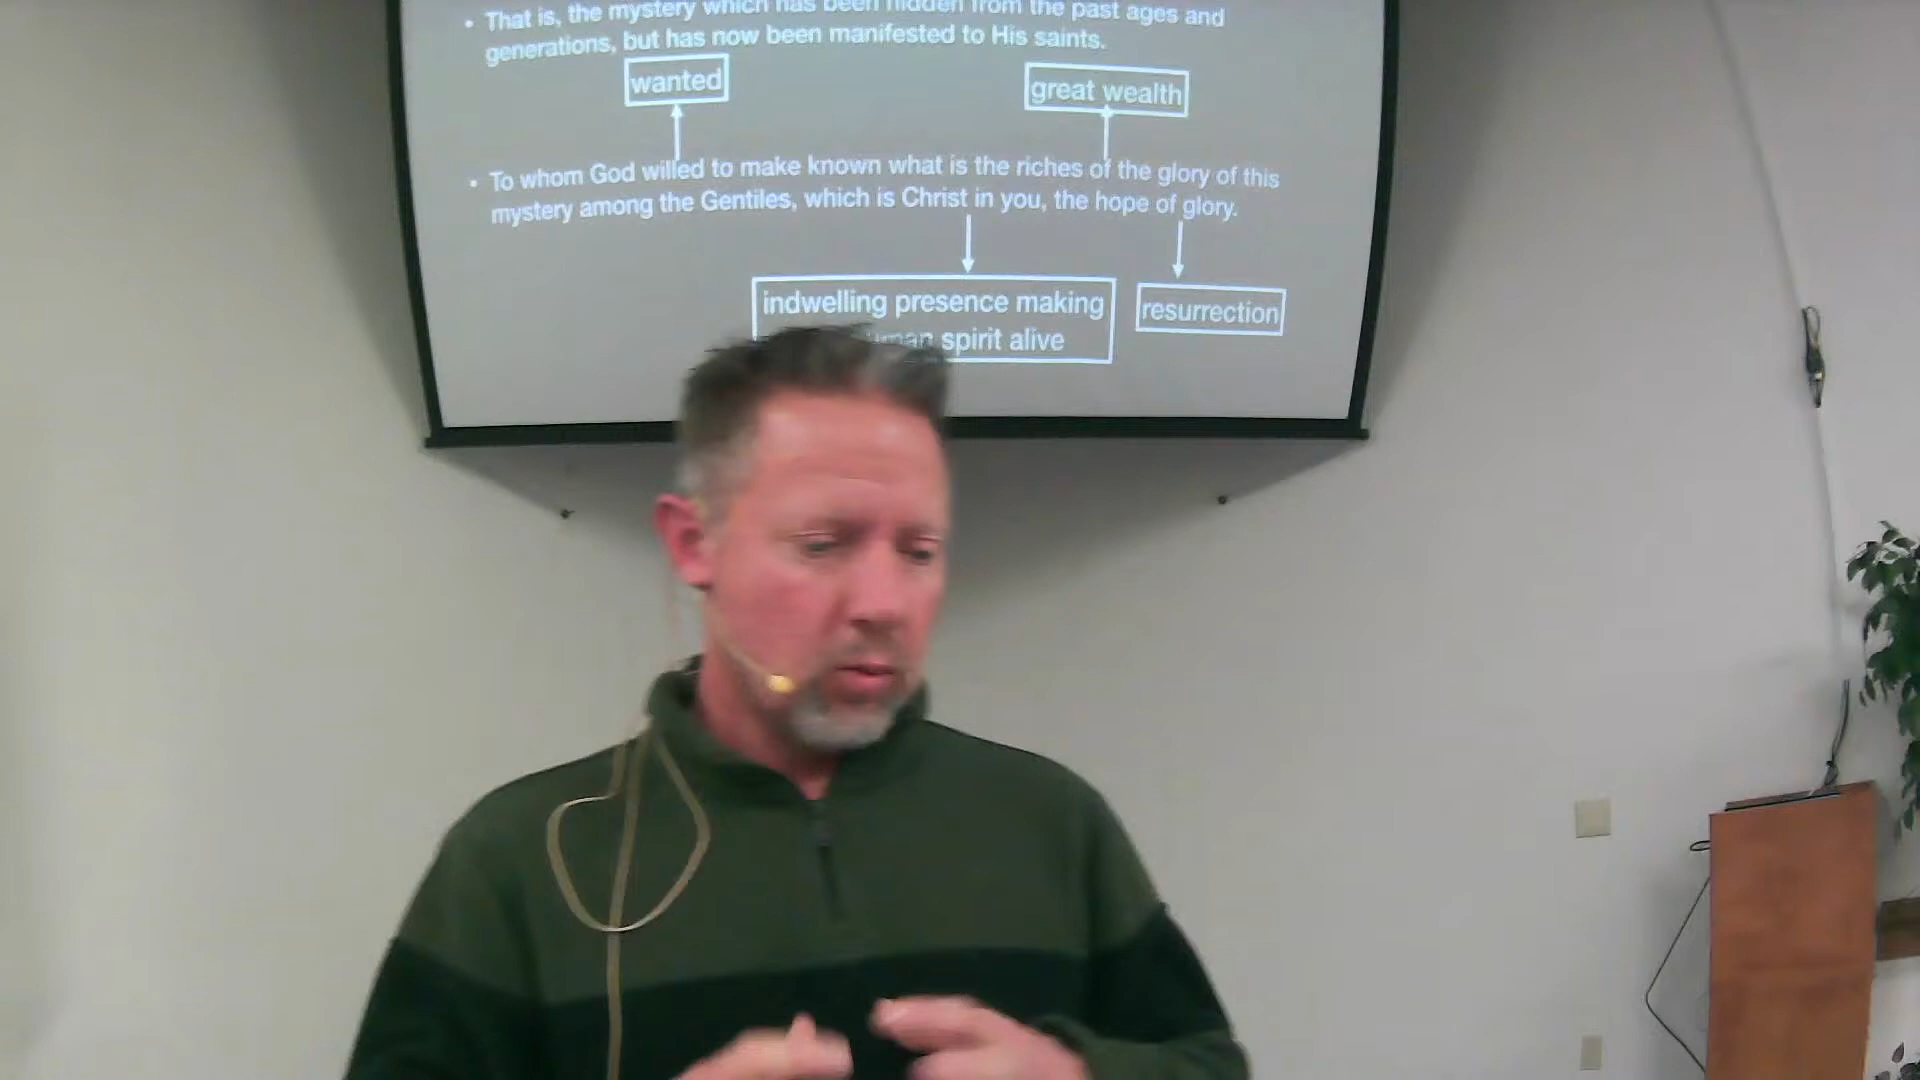 • That is, the mystery which has been hidden from the past ages and
generations, but has now been manifested to His saints.
wanted
great wealth
• To whom God willed to make known what is the riches of the glory of this
mystery among the Gentiles, which is Christ in you, the hope of glory.
indwelling presence making
spirit alive
resurrection